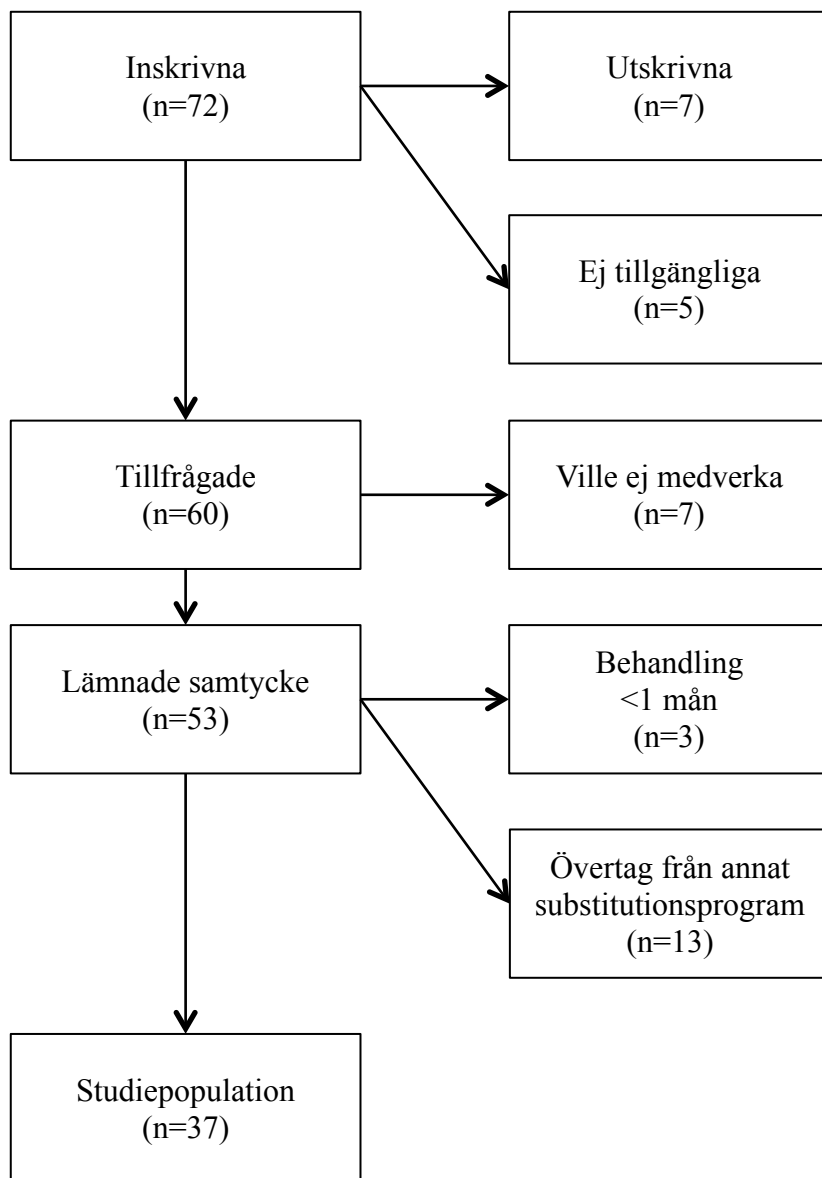 Inskrivna
(n=72)
Utskrivna
(n=7)
Ej tillgängliga
(n=5)
Tillfrågade
(n=60)
Ville ej medverka
(n=7)
Lämnade samtycke
(n=53)
Behandling
<1 mån
(n=3)
Övertag från annat
substitutionsprogram
(n=13)
Studiepopulation
(n=37)